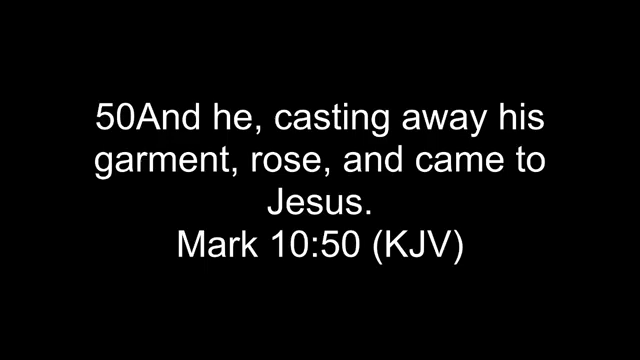 50And he, casting away his
garment, rose, and came to
Jesus.
Mark 10:50 (KJV)